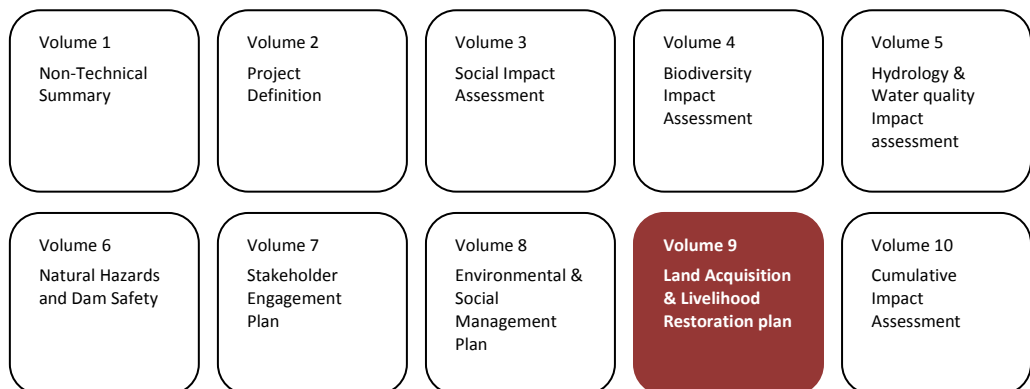 Volume 1
Non-Technical
Summary
Volume 2
Project
Definition
Volume 3
Social Impact
Assessment
Volume 4
Biodiversity
Impact
Assessment
Volume 5
Hydrology &
Water quality
Impact
assessment
Volume 6
Natural Hazards
and Dam Safety
Volume 7
Stakeholder
Engagement
Plan
Volume 8
Environmental &
Social
Management
Plan
Volume 9
Land Acquisition
& Livelihood
Restoration plan
Volume 10
Cumulative
Impact
Assessment